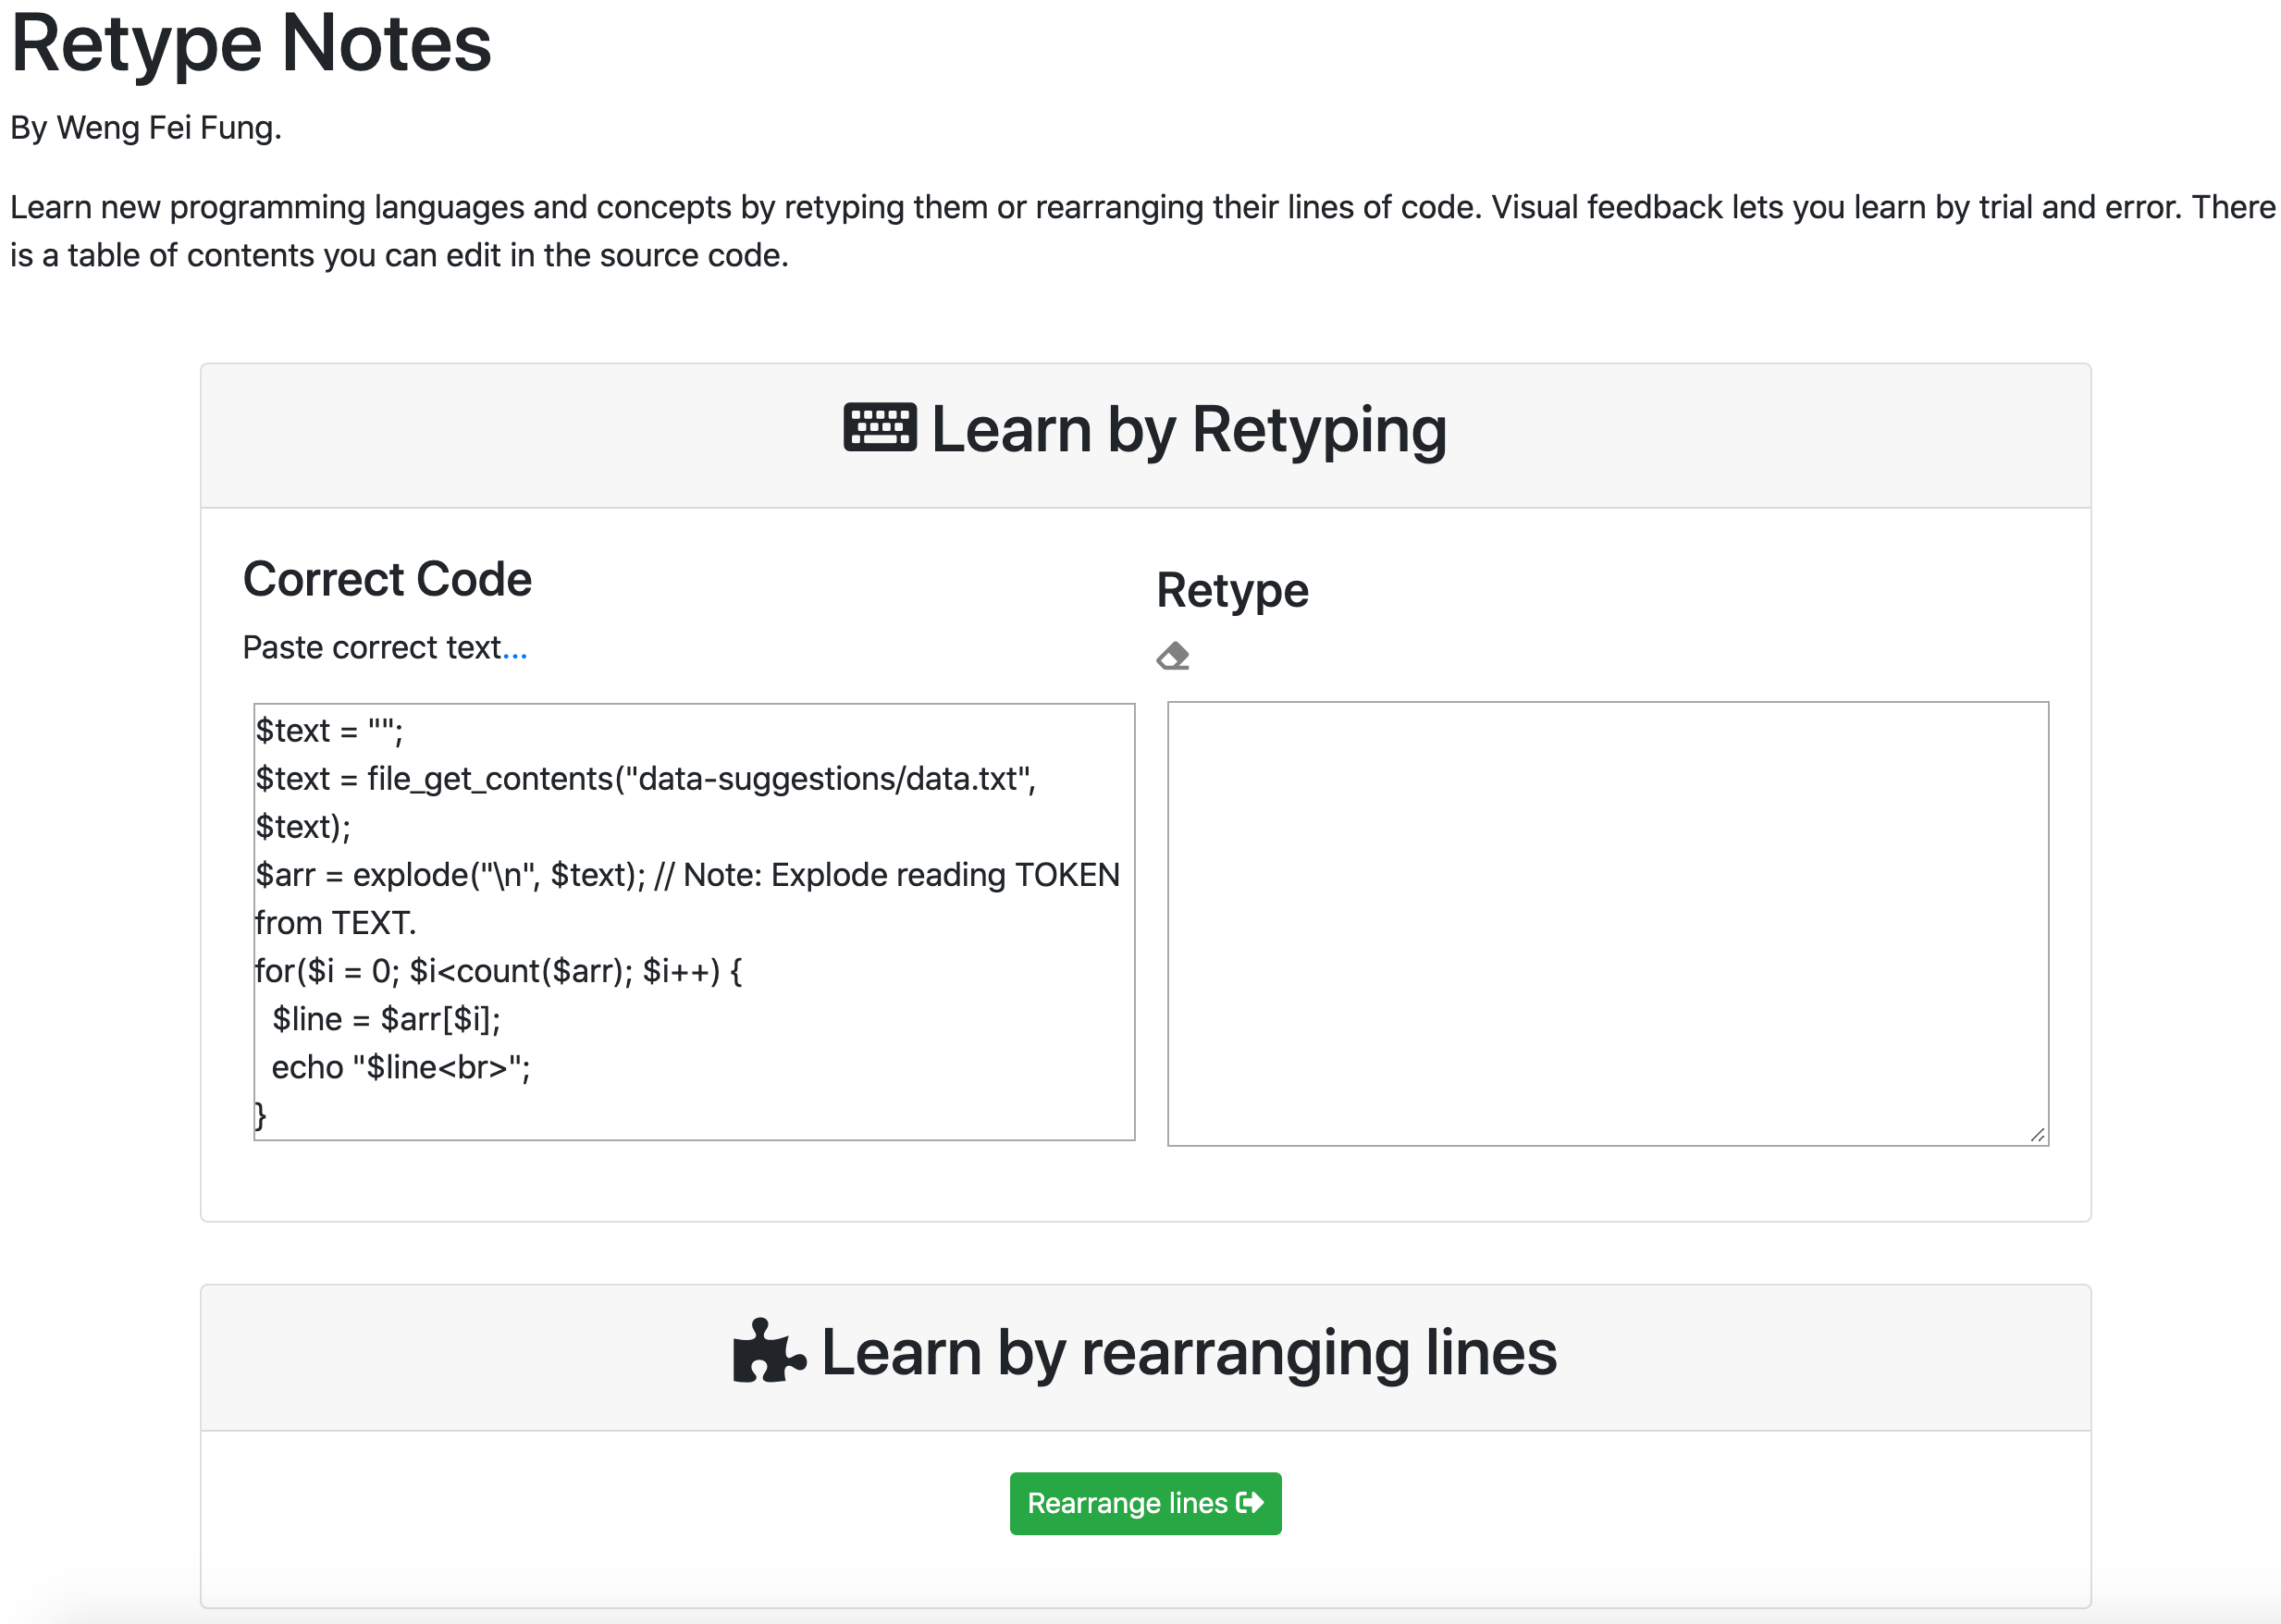 Retype Notes
By Weng Fei Fung.
Learn new programming languages and concepts by retyping them or rearranging their lines of code. Visual feedback lets you learn by trial and error. There
is a table of contents you can edit in the source code.
Learn by Retyping
Correct Code
Paste correct text...
$text = "";
$text = file_get_contents("data-suggestions/data.txt",
$text);
$arr = explode("\n", $text); // Note: Explode reading TOKEN
from TEXT.
for($i = 0; $i<count($arr); $i++) {
  $line = $arr[$i];
  echo "$line<br>";
}
Retype
Learn by rearranging lines
Rearrange lines